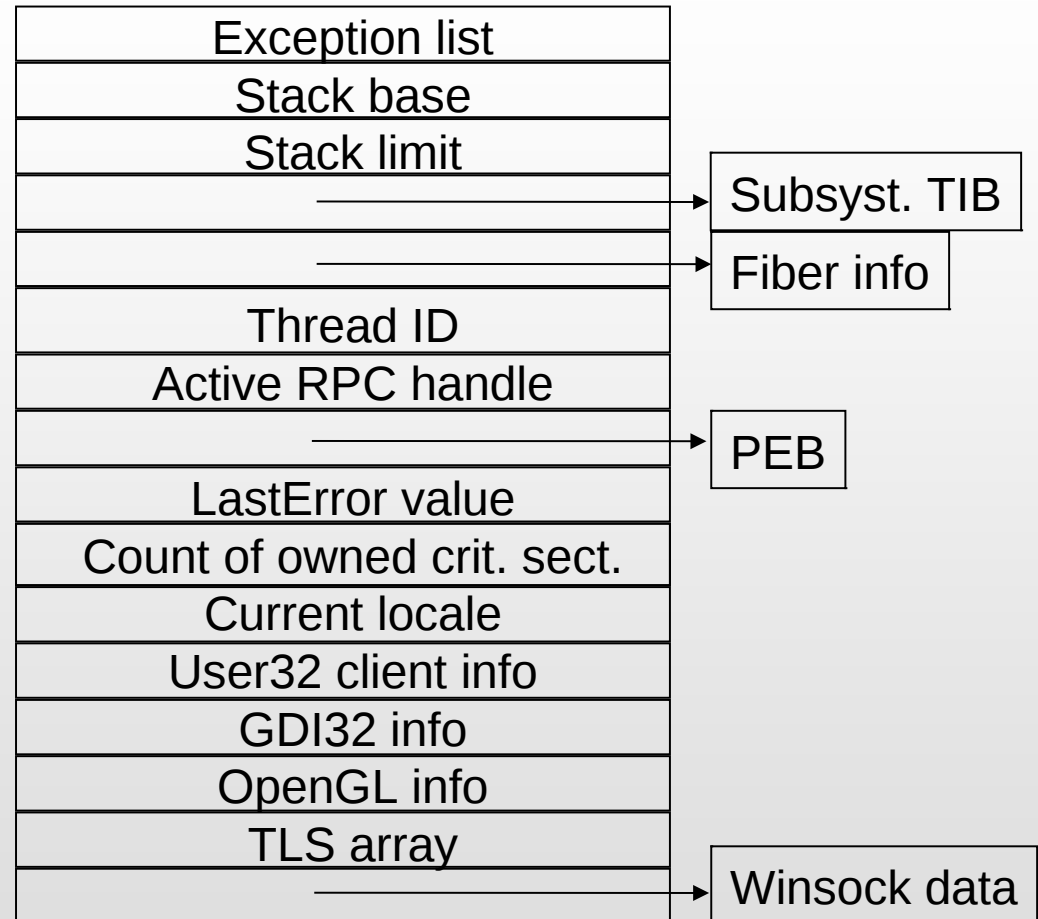 Exception list
Stack base
Stack limit
Subsyst. TIB
Fiber info
Thread ID
Active RPC handle
PEB
LastError value
Count of owned crit. sect.
Current locale
User32 client info
GDI32 info
OpenGL info
TLS array
Winsock data